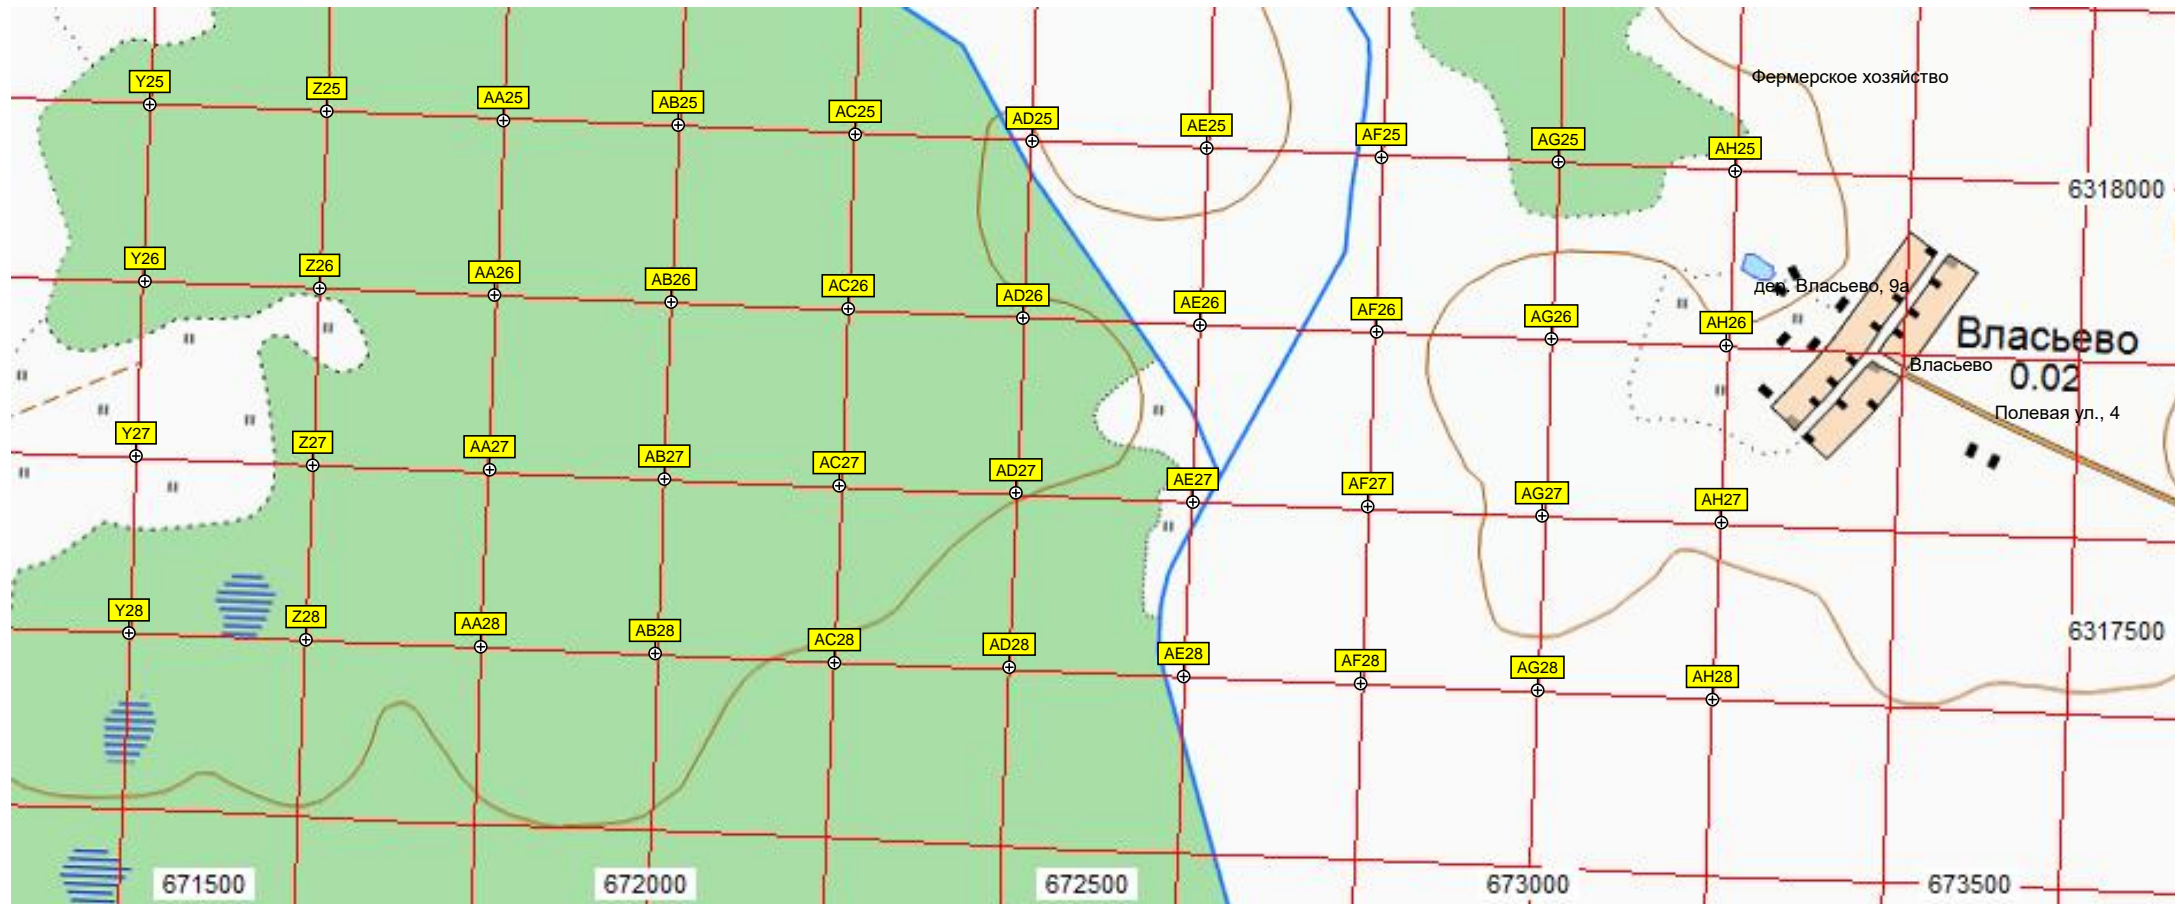 Фермерское хозяйство
Y25
Z25
AA25
AB25
AC25
AD25
AE25
AF25
AG25
AH25
6318000
Y26
Z26
AA26
AB26
AC26
AD26
AE26
AF26
AG26
AH26
дер. Власьево, 9а
Власьево
0.02
Власьево
Полевая ул., 4
Y27
Z27
AA27
AB27
AC27
AD27
AE27
AF27
AG27
AH27
Y28
Z28
AA28
AB28
AC28
AD28
AE28
AF28
AG28
AH28
6317500
671500
672000
672500
673000
673500